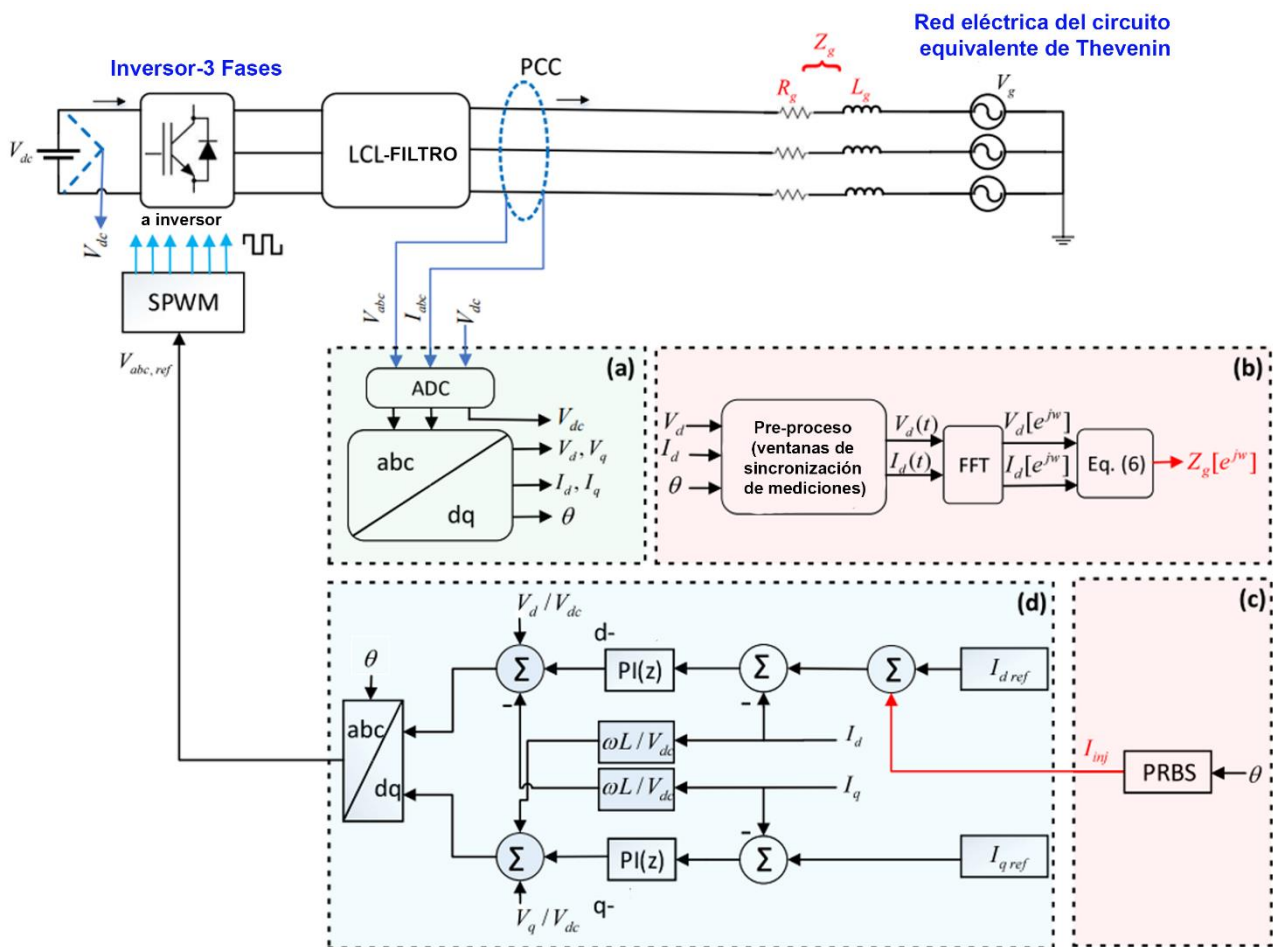 Red eléctrica del circuito
equivalente de Thevenin
Inversor-3 Fases
PCC
Z_g
R_g
L_g
V_g
V_dc
LCL-FILTRO
a inversor
V_dc
SPWM
V_abc
I_abc
V_dc
V_abc, ref
(a)
ADC
V_dc
abc
V_d, V_q
I_d, I_q
dq
θ
(b)
V_d
I_d
θ
Pre-proceso
(ventanas de
sincronización
de mediciones)
V_d(t)
I_d(t)
FFT
V_d[e^jw]
I_d[e^jw]
Eq. (6)
Z_g[e^jw]
(d)
V_d / V_dc
d-
θ
Σ
PI(z)
Σ
Σ
I_d ref
-
-
abc
dq
ωL / V_dc
I_d
ωL / V_dc
I_q
-
Σ
PI(z)
Σ
I_q ref
q-
V_q / V_dc
(c)
I_inj
PRBS
θ